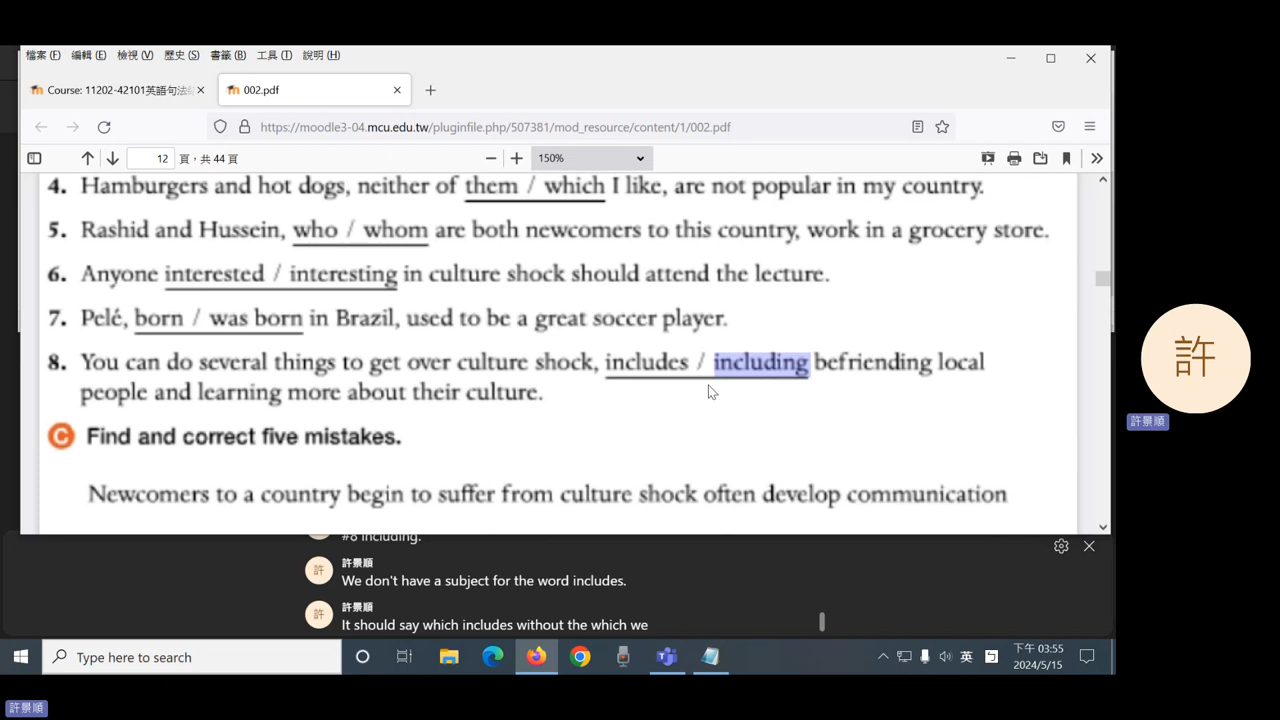 檔案 (F) 編輯 (E) 檢視 (V) 歷史 (S) 書籤 (B) 工具 (T) 說明 (H)
Course: 11202-42101英語句法
002.pdf
https://moodle3-04.mcu.edu.tw/pluginfile.php/507381/mod_resource/content/1/002.pdf
12 頁，共 44 頁
150%
4. Hamburgers and hot dogs, neither of them / which I like, are not popular in my country.
5. Rashid and Hussein, who / whom are both newcomers to this country, work in a grocery store.
6. Anyone interested / interesting in culture shock should attend the lecture.
7. Pelé, born / was born in Brazil, used to be a great soccer player.
8. You can do several things to get over culture shock, includes / including befriending local
people and learning more about their culture.
C Find and correct five mistakes.
Newcomers to a country begin to suffer from culture shock often develop communication
許
許景順
#8 including.
許景順
許
We don't have a subject for the word includes.
許景順
許
It should say which includes without the which we
Type here to search
英
下午 03:55
2024/5/15
許景順